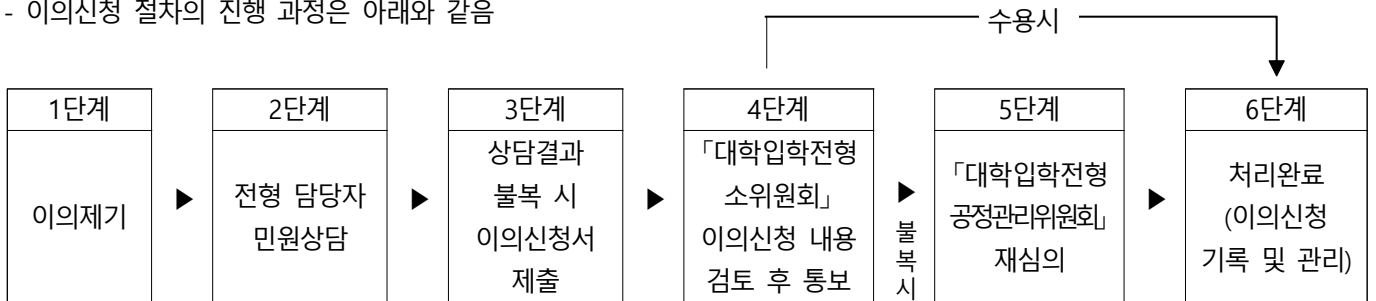 - 이의신청 절차의 진행 과정은 아래와 같음
수용시
1단계
이의제기
▶
2단계
전형 담당자
민원상담
▶
3단계
상담결과
불복 시
이의신청서
제출
▶
4단계
「대학입학전형
소위원회」
이의신청 내용
검토 후 통보
▶
불
복
시
5단계
「대학입학전형
공정관리위원회」
재심의
▶
6단계
처리완료
(이의신청
기록 및 관리)